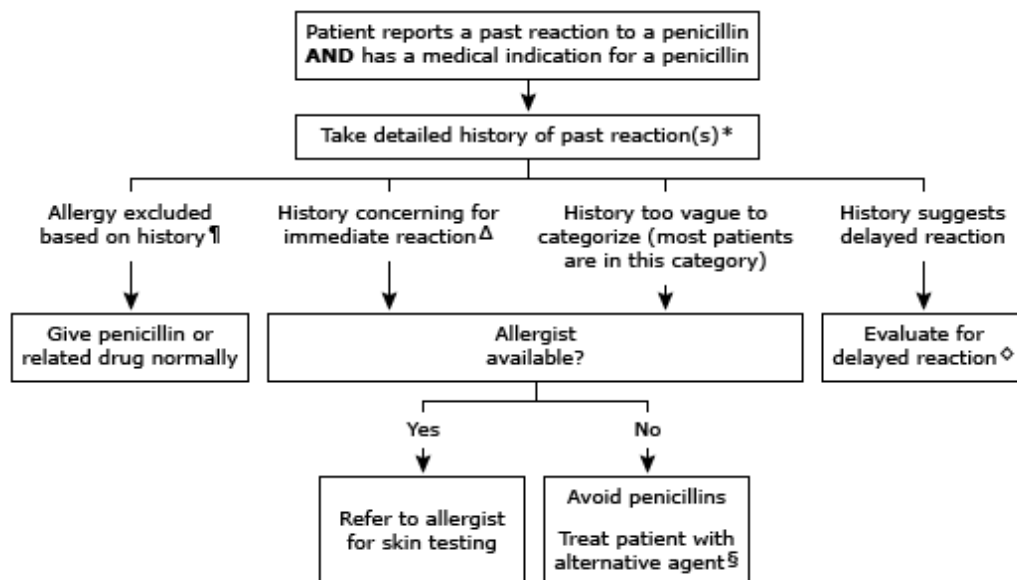 Patient reports a past reaction to a penicillin
AND has a medical indication for a penicillin
Take detailed history of past reaction(s)*
Allergy excluded
based on history¶
History concerning for
immediate reactionΔ
History too vague to
categorize (most patients
are in this category)
History suggests
delayed reaction
Give penicillin or
related drug normally
Allergist
available?
Evaluate for
delayed reaction◇
Yes
No
Refer to allergist
for skin testing
Avoid penicillins
Treat patient with
alternative agent§